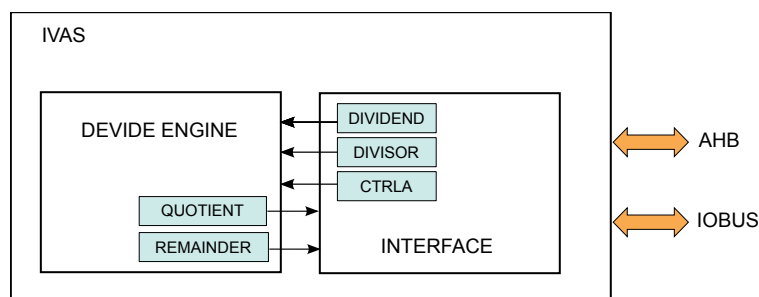 IVAS
DEVIDE ENGINE
QUOTIENT
REMAINDER
DIVIDEND
DIVISOR
CTRLA
INTERFACE
AHB
IOBUS